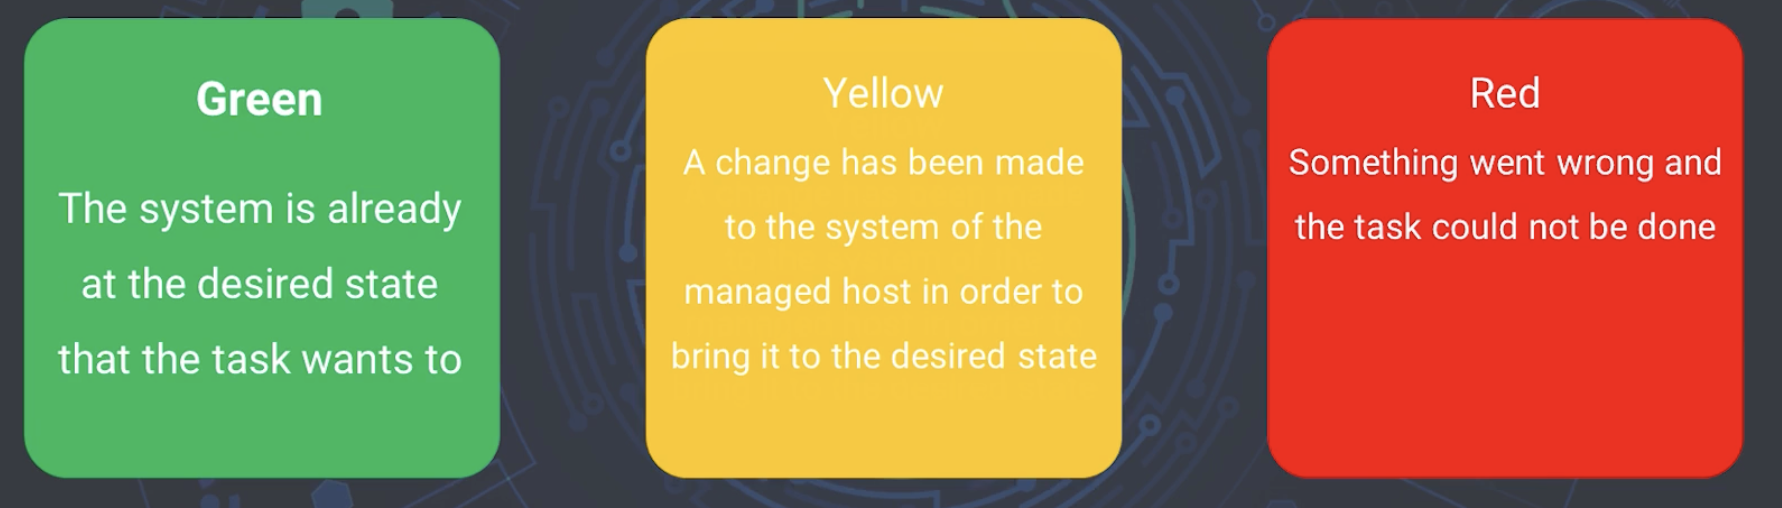 Green
The system is already
at the desired state
that the task wants to
Yellow
A change has been made
to the system of the
managed host in order to
bring it to the desired state
Red
Something went wrong and
the task could not be done